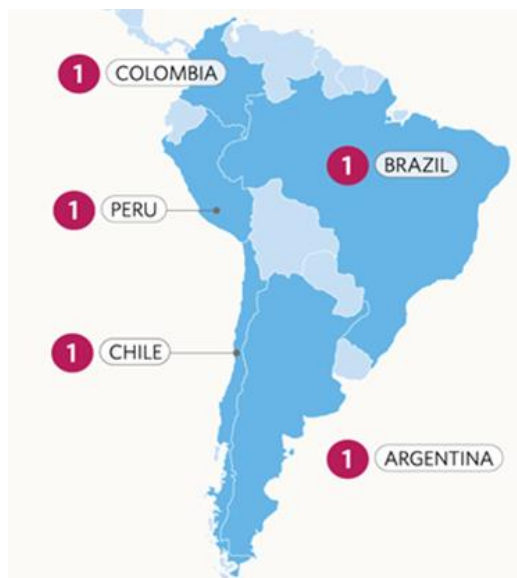 1 COLOMBIA
1 BRAZIL
1 PERU
1 CHILE
1 ARGENTINA